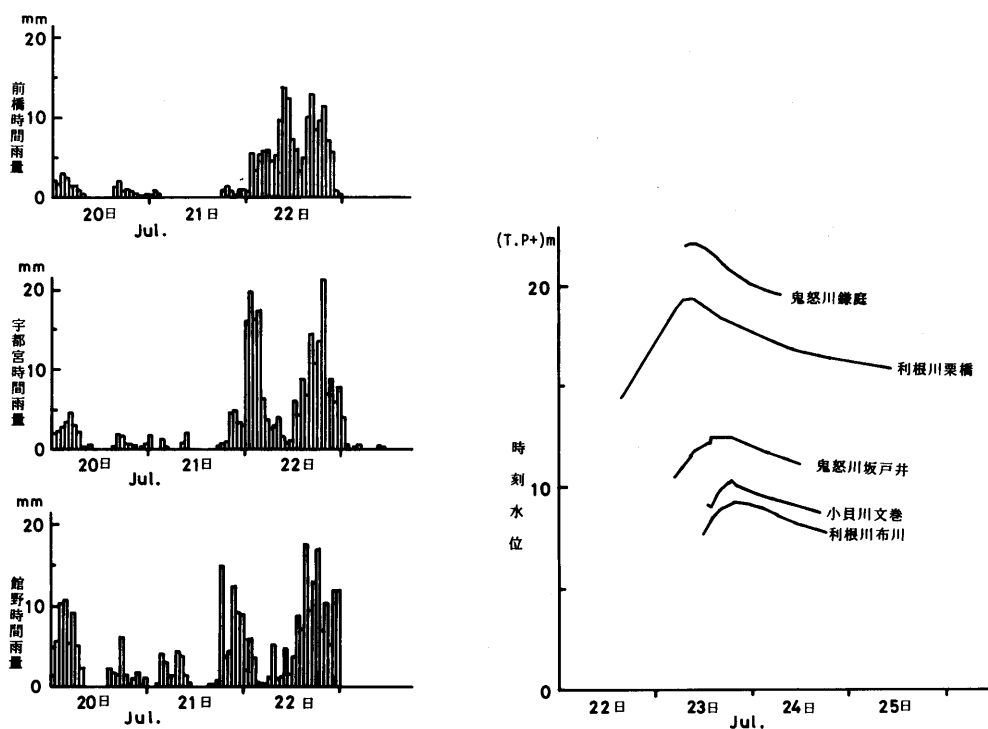 mm
20
10
0
前橋時間雨量
20日
21日
22日
Jul.
mm
20
10
0
宇都宮時間雨量
20日
21日
22日
Jul.
mm
20
10
0
館野時間雨量
20日
21日
22日
Jul.
(T.P+)m
20
10
0
時刻水位
鬼怒川鎌庭
利根川栗橋
鬼怒川坂戸井
小貝川文巻
利根川布川
22日
23日
24日
25日
Jul.